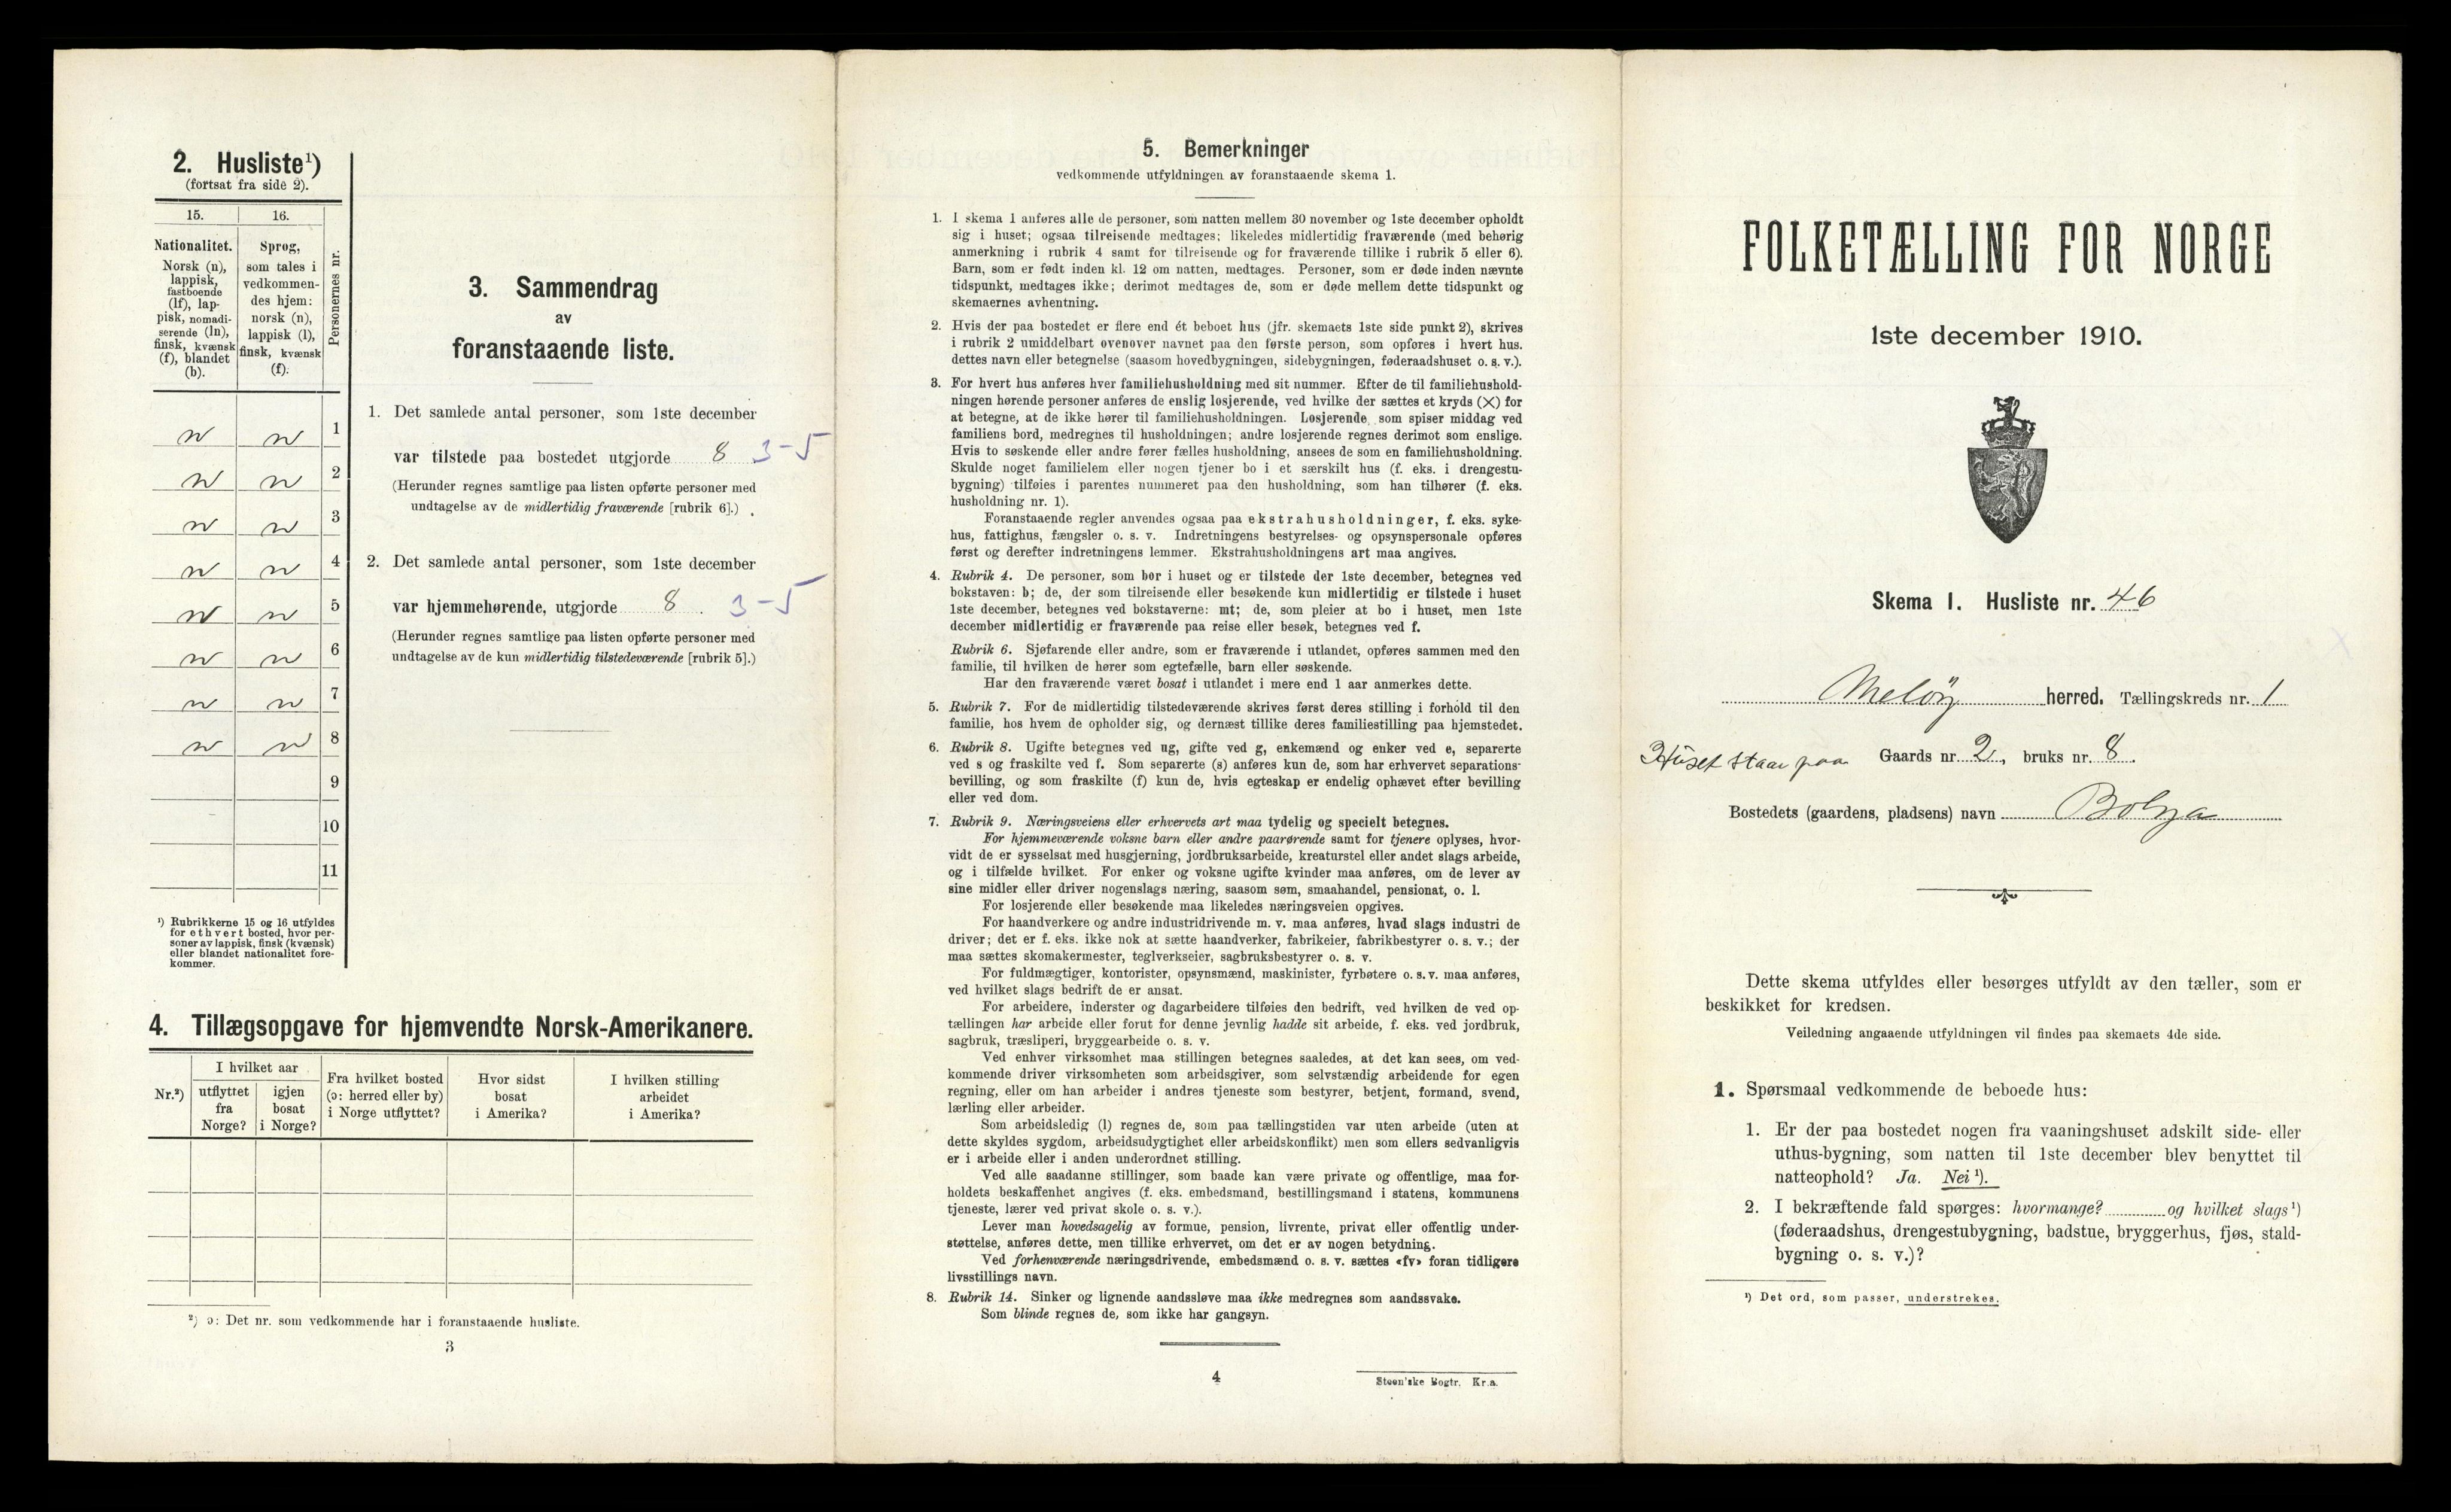 2. Husliste¹)
(fortsat fra side 2).
15.
16.
Personernes nr.
Nationalitet.
Norsk (n),
lappisk,
fastboende
(lf), lap-
pisk, nomadi-
serende (ln),
finsk, kvænsk
(f), blandet
(b).
Sprog,
som tales i
vedkommen-
des hjem:
norsk (n),
lappisk (l),
finsk, kvænsk
(f).
n n 1
n n 2
n n 3
n n 4
n n 5
n n 6
n n 7
n n 8
9
10
11
¹) Rubrikkerne 15 og 16 utfyldes
for ethvert bosted, hvor per-
soner av lappisk, finsk (kvænsk)
eller blandet nationalitet fore-
kommer.
3. Sammendrag
av
foranstaaende liste.
1. Det samlede antal personer, som 1ste december
var tilstede paa bostedet utgjorde 8 3-5
(Herunder regnes samtlige paa listen opførte personer med
undtagelse av de midlertidig fraværende [rubrik 6].)
2. Det samlede antal personer, som 1ste december
var hjemmehørende, utgjorde 8. 3-5
(Herunder regnes samtlige paa listen opførte personer med
undtagelse av de kun midlertidig tilstedeværende [rubrik 5].)
4. Tillægsopgave for hjemvendte Norsk-Amerikanere.
Nr.²)
I hvilket aar
utflyttet
fra
Norge?
igjen
bosat
i Norge?
Fra hvilket bosted
(ɔ: herred eller by)
i Norge utflyttet?
Hvor sidst
bosat
i Amerika?
I hvilken stilling
arbeidet
i Amerika?
²) ɔ: Det nr. som vedkommende har i foranstaaende husliste.
3
5. Bemerkninger
vedkommende utfyldningen av foranstaaende skema 1.
1. I skema 1 anføres alle de personer, som natten mellem 30 november og 1ste december opholdt
sig i huset; ogsaa tilreisende medtages; likeledes midlertidig fraværende (med behørig
anmerkning i rubrik 4 samt for tilreisende og for fraværende tillike i rubrik 5 eller 6).
Barn, som er født inden kl. 12 om natten, medtages. Personer, som er døde inden nævnte
tidspunkt, medtages ikke; derimot medtages de, som er døde mellem dette tidspunkt og
skemaernes avhentning.
2. Hvis der paa bostedet er flere end ét beboet hus (jfr. skemaets 1ste side punkt 2), skrives
i rubrik 2 umiddelbart ovenover navnet paa den første person, som opføres i hvert hus.
dettes navn eller betegnelse (saasom hovedbygningen, sidebygningen, føderaadshuset o. s. v.).
3. For hvert hus anføres hver familiehusholdning med sit nummer. Efter de til familiehushold-
ningen hørende personer anføres de enslig losjerende, ved hvilke der sættes et kryds (×) for
at betegne, at de ikke hører til familiehusholdningen. Losjerende, som spiser middag ved
familiens bord, medregnes til husholdningen; andre losjerende regnes derimot som enslige.
Hvis to søskende eller andre fører fælles husholdning, ansees de som en familiehusholdning.
Skulde noget familielem eller nogen tjener bo i et særskilt hus (f. eks. i drengestu-
bygning) tilføies i parentes nummeret paa den husholdning, som han tilhører (f. eks.
husholdning nr. 1).
Foranstaaende regler anvendes ogsaa paa ekstrahusholdninger, f. eks. syke-
hus, fattighus, fængsler o. s. v. Indretningens bestyrelses- og opsynspersonale opføres
først og derefter indretningens lemmer. Ekstrahusholdningens art maa angives.
4. Rubrik 4. De personer, som bor i huset og er tilstede der 1ste december, betegnes ved
bokstaven: b; de, der som tilreisende eller besøkende kun midlertidig er tilstede i huset
1ste december, betegnes ved bokstaverne: mt; de, som pleier at bo i huset, men 1ste
december midlertidig er fraværende paa reise eller besøk, betegnes ved f.
Rubrik 6. Sjøfarende eller andre, som er fraværende i utlandet, opføres sammen med den
familie, til hvilken de hører som egtefælle, barn eller søskende.
Har den fraværende været bosat i utlandet i mere end 1 aar anmerkes dette.
5. Rubrik 7. For de midlertidig tilstedeværende skrives først deres stilling i forhold til den
familie, hos hvem de opholder sig, og dernæst tillike deres familiestilling paa hjemstedet.
6. Rubrik 8. Ugifte betegnes ved ug, gifte ved g, enkemænd og enker ved e, separerte
ved s og fraskilte ved f. Som separerte (s) anføres kun de, som har erhvervet separations-
bevilling, og som fraskilte (f) kun de, hvis egteskap er endelig ophævet efter bevilling
eller ved dom.
7. Rubrik 9. Næringsveiens eller erhvervets art maa tydelig og specielt betegnes.
For hjemmeværende voksne barn eller andre paarørende samt for tjenere oplyses, hvor-
vidt de er sysselsat med husgjerning, jordbruksarbeide, kreaturstel eller andet slags arbeide,
og i tilfælde hvilket. For enker og voksne ugifte kvinder maa anføres, om de lever av
sine midler eller driver nogenslags næring, saasom søm, smaahandel, pensionat, o. l.
For losjerende eller besøkende maa likeledes næringsveien opgives.
For haandverkere og andre industridrivende m. v. maa anføres, hvad slags industri de
driver; det er f. eks. ikke nok at sætte haandverker, fabrikeier, fabrikbestyrer o. s. v.; der
maa sættes skomakermester, teglverkseier, sagbruksbestyrer o. s. v.
For fuldmægtiger, kontorister, opsynsmænd, maskinister, fyrbøtere o. s. v. maa anføres,
ved hvilket slags bedrift de er ansat.
For arbeidere, inderster og dagarbeidere tilføies den bedrift, ved hvilken de ved op-
tællingen har arbeide eller forut for denne jevnlig hadde sit arbeide, f. eks. ved jordbruk,
sagbruk, træsliperi, bryggearbeide o. s. v.
Ved enhver virksomhet maa stillingen betegnes saaledes, at det kan sees, om ved-
kommende driver virksomheten som arbeidsgiver, som selvstændig arbeidende for egen
regning, eller om han arbeider i andres tjeneste som bestyrer, betjent, formand, svend,
lærling eller arbeider.
Som arbeidsledig (l) regnes de, som paa tællingstiden var uten arbeide (uten at
dette skyldes sygdom, arbeidsudygtighet eller arbeidskonflikt) men som ellers sedvanligvis
er i arbeide eller i anden underordnet stilling.
Ved alle saadanne stillinger, som baade kan være private og offentlige, maa for-
holdets beskaffenhet angives (f. eks. embedsmand, bestillingsmand i statens, kommunens
tjeneste, lærer ved privat skole o. s. v.).
Lever man hovedsagelig av formue, pension, livrente, privat eller offentlig under-
støttelse, anføres dette, men tillike erhvervet, om det er av nogen betydning.
Ved forhenværende næringsdrivende, embedsmænd o. s. v. sættes «fv» foran tidligere
livsstillings navn.
8. Rubrik 14. Sinker og lignende aandssløve maa ikke medregnes som aandssvake.
Som blinde regnes de, som ikke har gangsyn.
4
Steen'ske Bogtr. Kr.a.
FOLKETÆLLING FOR NORGE
1ste december 1910.
Skema 1. Husliste nr. 46
Meløy herred. Tællingskreds nr. 1
Huset staar paa Gaards nr. 2, bruks nr. 8.
Bostedets (gaardens, pladsens) navn Bolga
Dette skema utfyldes eller besørges utfyldt av den tæller, som er
beskikket for kredsen.
Veiledning angaaende utfyldningen vil findes paa skemaets 4de side.
1. Spørsmaal vedkommende de beboede hus:
1. Er der paa bostedet nogen fra vaaningshuset adskilt side- eller
uthus-bygning, som natten til 1ste december blev benyttet til
natteophold? Ja. Nei ¹).
2. I bekræftende fald spørges: hvormange? og hvilket slags ¹)
(føderaadshus, drengestubygning, badstue, bryggerhus, fjøs, stald-
bygning o. s. v.)?
¹) Det ord, som passer, understrekes.